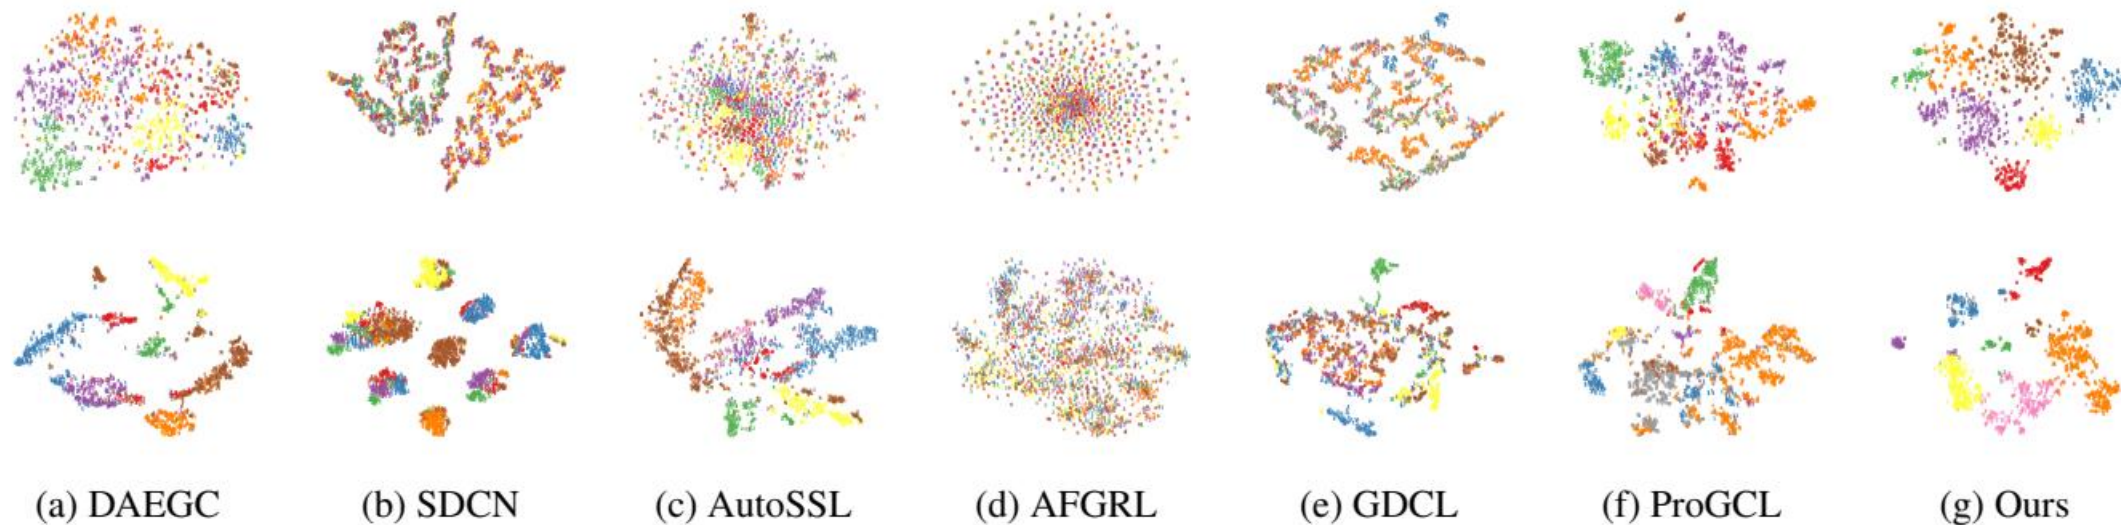 (a) DAEGC (b) SDCN (c) AutoSSL (d) AFGRL (e) GDCL (f) ProGCL (g) Ours